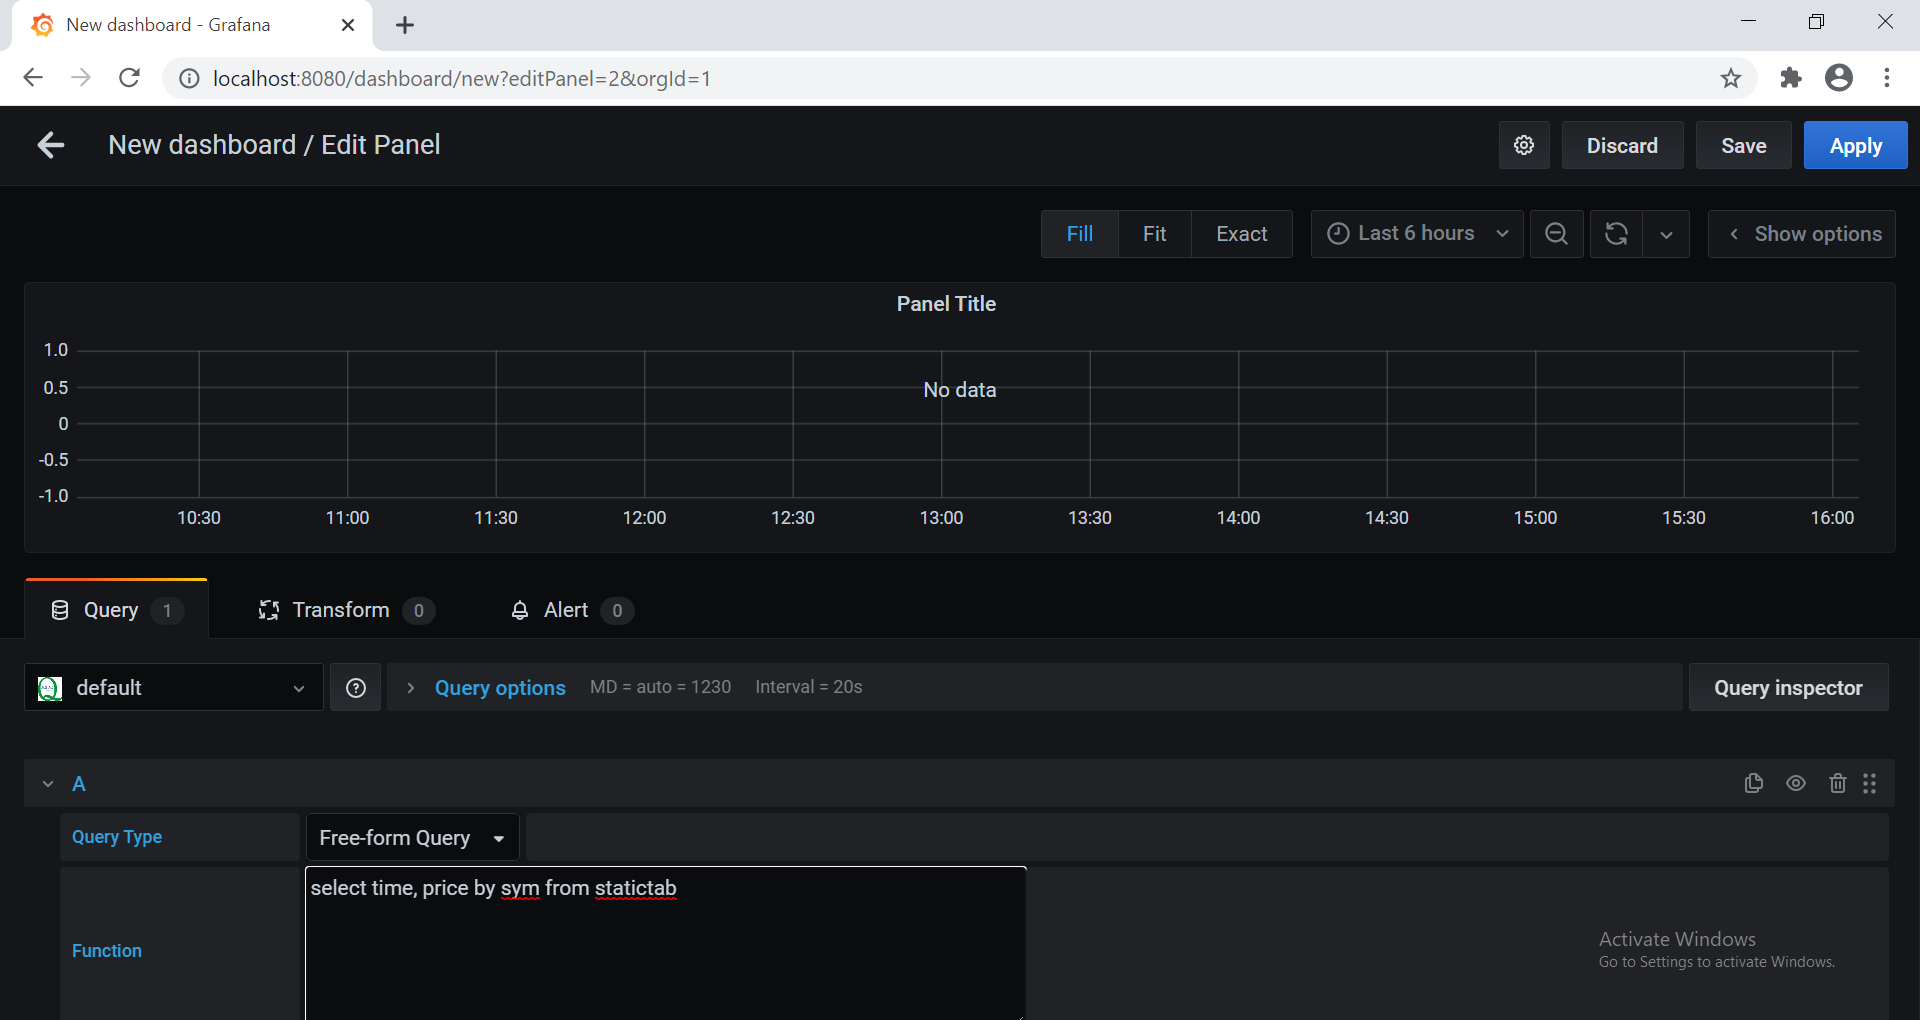 New dashboard - Grafana
localhost:8080/dashboard/new?editPanel=2&orgId=1
New dashboard / Edit Panel
Discard
Save
Apply
Fill
Fit
Exact
Last 6 hours
Show options
Panel Title
1.0
0.5
0
-0.5
-1.0
No data
10:30
11:00
11:30
12:00
12:30
13:00
13:30
14:00
14:30
15:00
15:30
16:00
Query 1
Transform 0
Alert 0
default
Query options
MD = auto = 1230
Interval = 20s
Query inspector
A
Query Type
Free-form Query
Function
select time, price by sym from statictab
Activate Windows
Go to Settings to activate Windows.